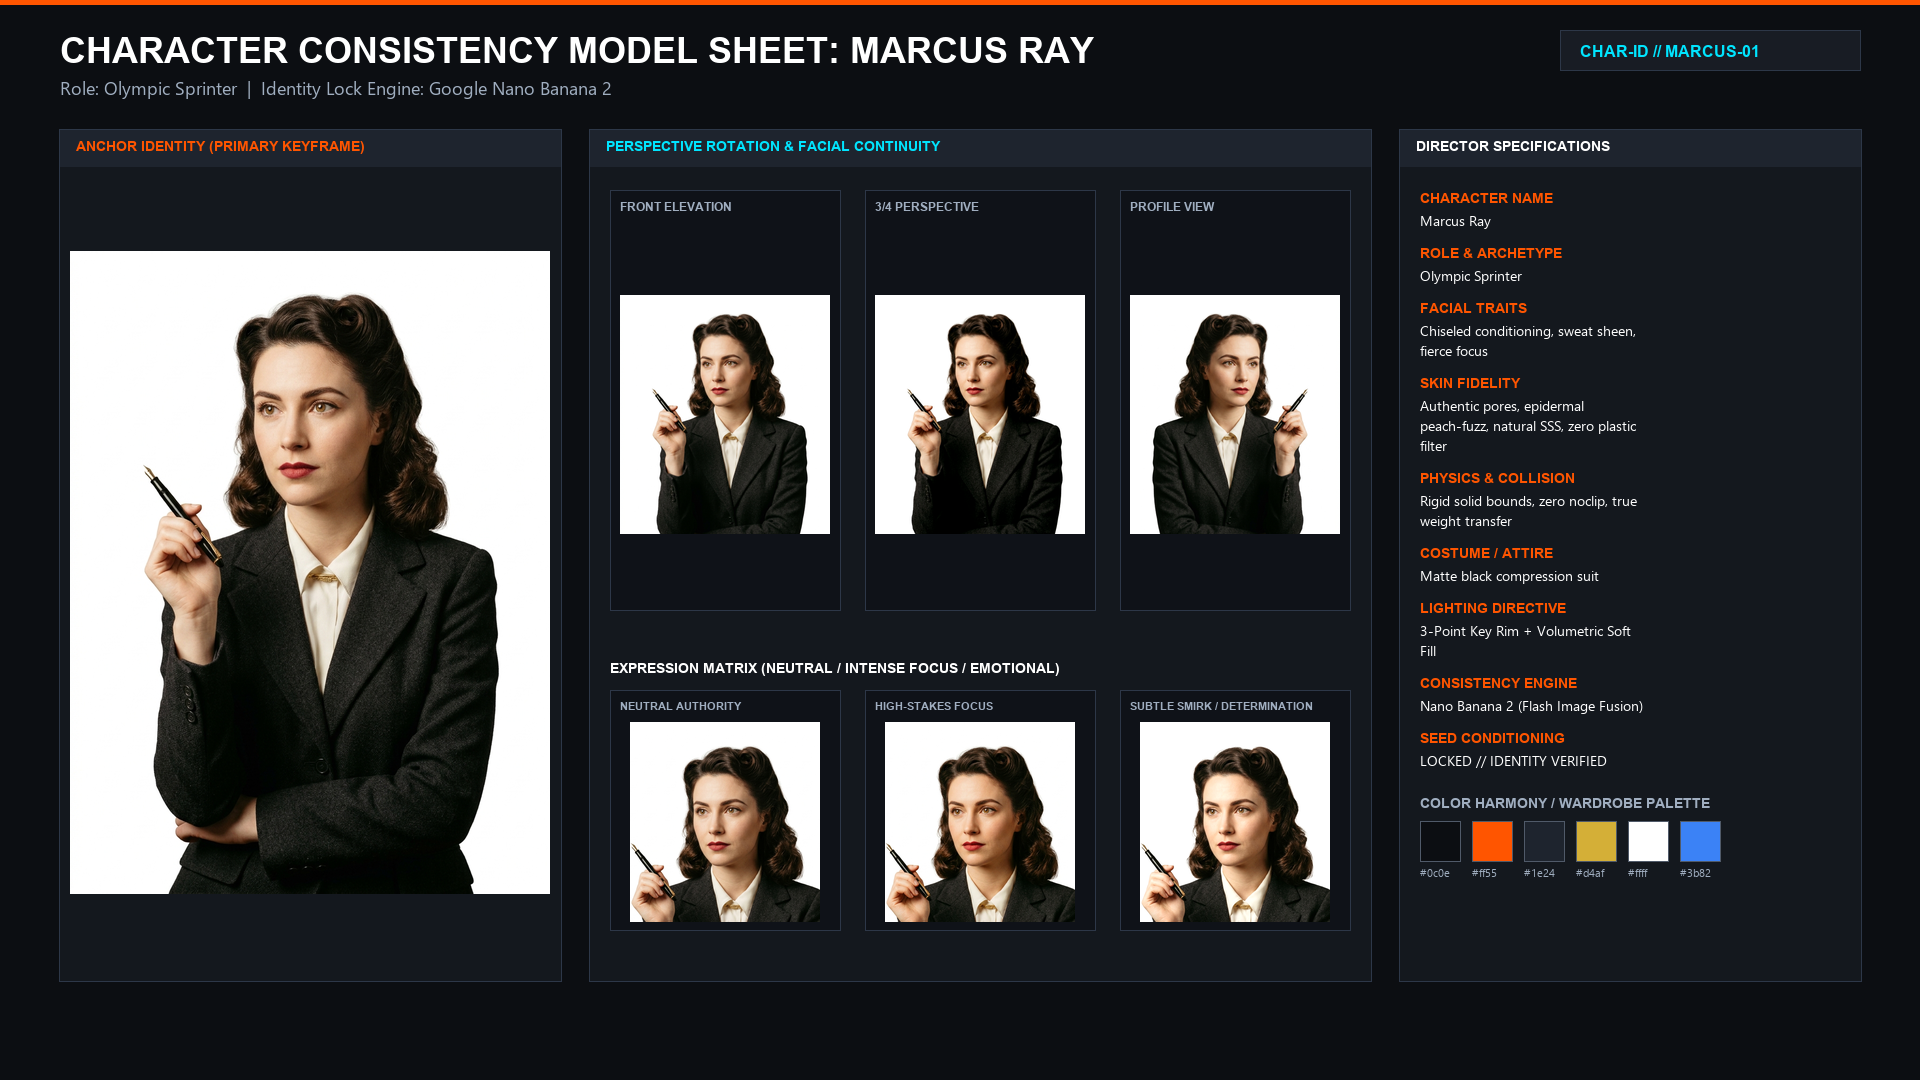 CHARACTER CONSISTENCY MODEL SHEET: MARCUS RAY
Role: Olympic Sprinter | Identity Lock Engine: Google Nano Banana 2
CHAR-ID // MARCUS-01
ANCHOR IDENTITY (PRIMARY KEYFRAME)
PERSPECTIVE ROTATION & FACIAL CONTINUITY
FRONT ELEVATION
3/4 PERSPECTIVE
PROFILE VIEW
EXPRESSION MATRIX (NEUTRAL / INTENSE FOCUS / EMOTIONAL)
NEUTRAL AUTHORITY
HIGH-STAKES FOCUS
SUBTLE SMIRK / DETERMINATION
DIRECTOR SPECIFICATIONS
CHARACTER NAME
Marcus Ray
ROLE & ARCHETYPE
Olympic Sprinter
FACIAL TRAITS
Chiseled conditioning, sweat sheen,
fierce focus
SKIN FIDELITY
Authentic pores, epidermal
peach-fuzz, natural SSS, zero plastic
filter
PHYSICS & COLLISION
Rigid solid bounds, zero noclip, true
weight transfer
COSTUME / ATTIRE
Matte black compression suit
LIGHTING DIRECTIVE
3-Point Key Rim + Volumetric Soft
Fill
CONSISTENCY ENGINE
Nano Banana 2 (Flash Image Fusion)
SEED CONDITIONING
LOCKED // IDENTITY VERIFIED
COLOR HARMONY / WARDROBE PALETTE
#0c0e #ff55 #1e24 #d4af #ffff #3b82